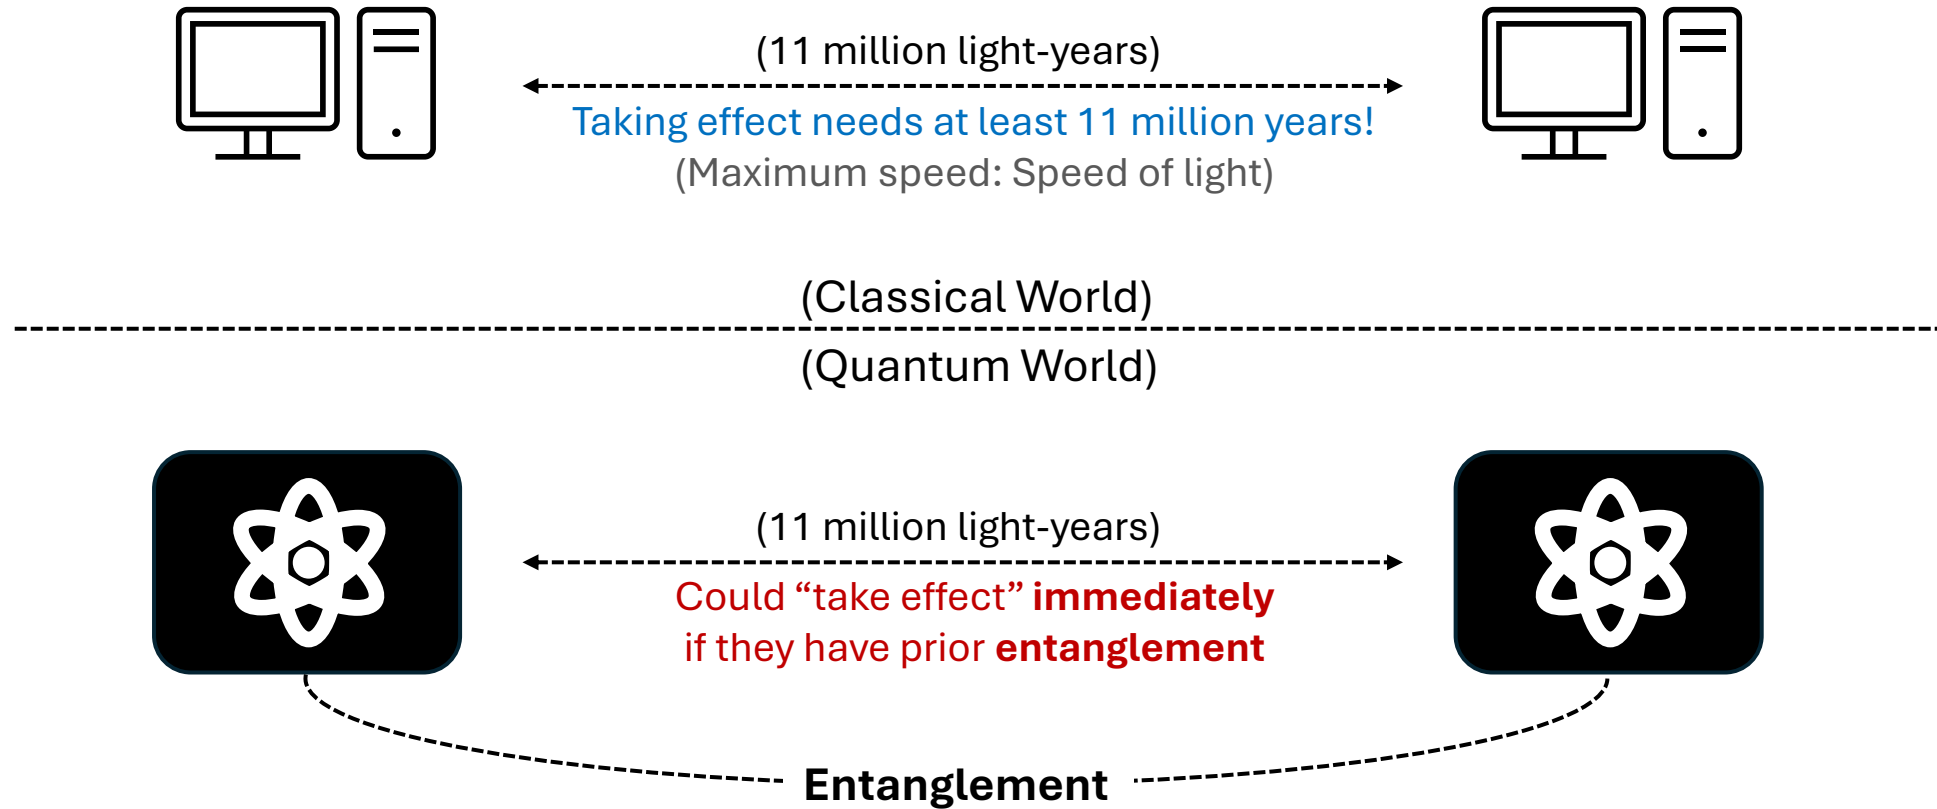 (11 million light-years)
Taking effect needs at least 11 million years!
(Maximum speed: Speed of light)
(Classical World)
(Quantum World)
(11 million light-years)
Could “take effect” immediately
if they have prior entanglement
Entanglement